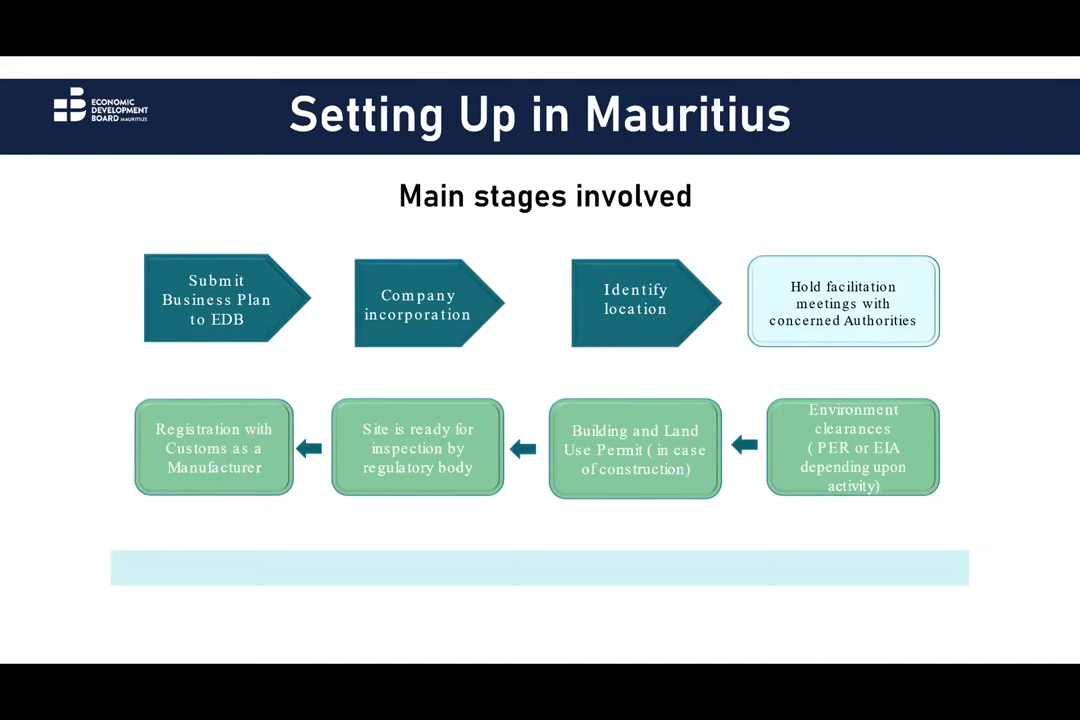 ECONOMIC
DEVELOPMENT
BOARD MAURITIUS
Setting Up in Mauritius
Main stages involved
Submit
Business Plan
to EDB
Company
incorporation
Identify
location
Hold facilitation
meetings with
concerned Authorities
Registration with
Customs as a
Manufacturer
Site is ready for
inspection by
regulatory body
Building and Land
Use Permit ( in case
of construction)
Environment
clearances
( PER or EIA
depending upon
activity)